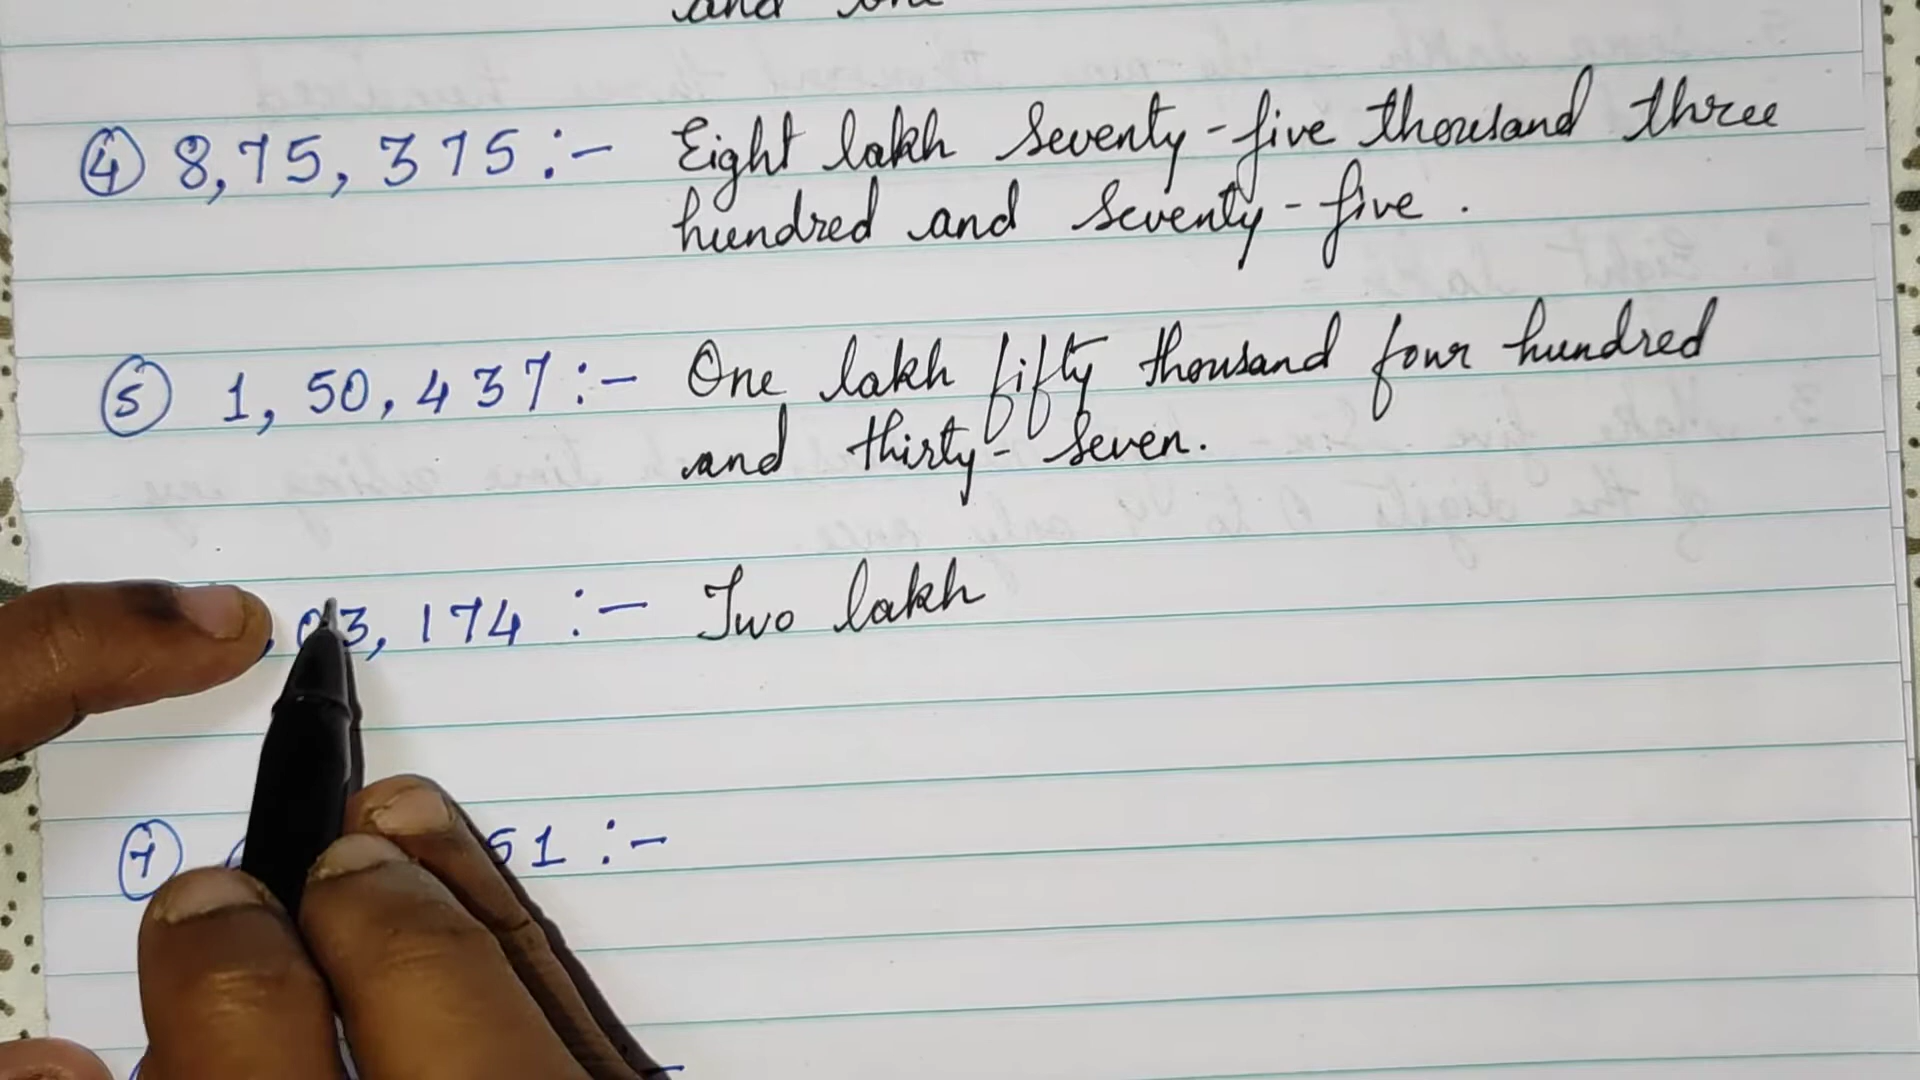 ④ 8,75, 375 :- Eight lakh seventy-five thousand three
hundred and seventy-five.
⑤ 1, 50, 437 :- One lakh fifty thousand four hundred
and thirty-seven.
, 03, 174 :- Two lakh
⑦ 51 :-